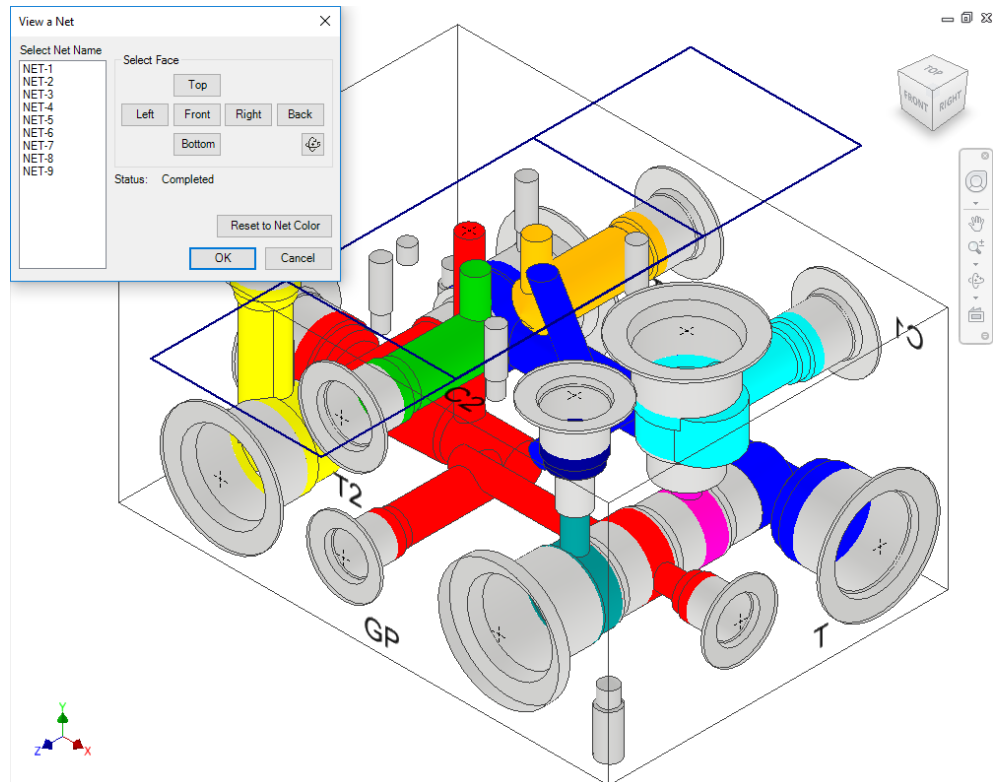 View a Net
Select Net Name
NET-1
NET-2
NET-3
NET-4
NET-5
NET-6
NET-7
NET-8
NET-9
Select Face
Top
Left
Front
Right
Back
Bottom
Status: Completed
Reset to Net Color
OK
Cancel
TOP
FRONT
RIGHT
C1
C2
T2
GP
T
Y
Z
X